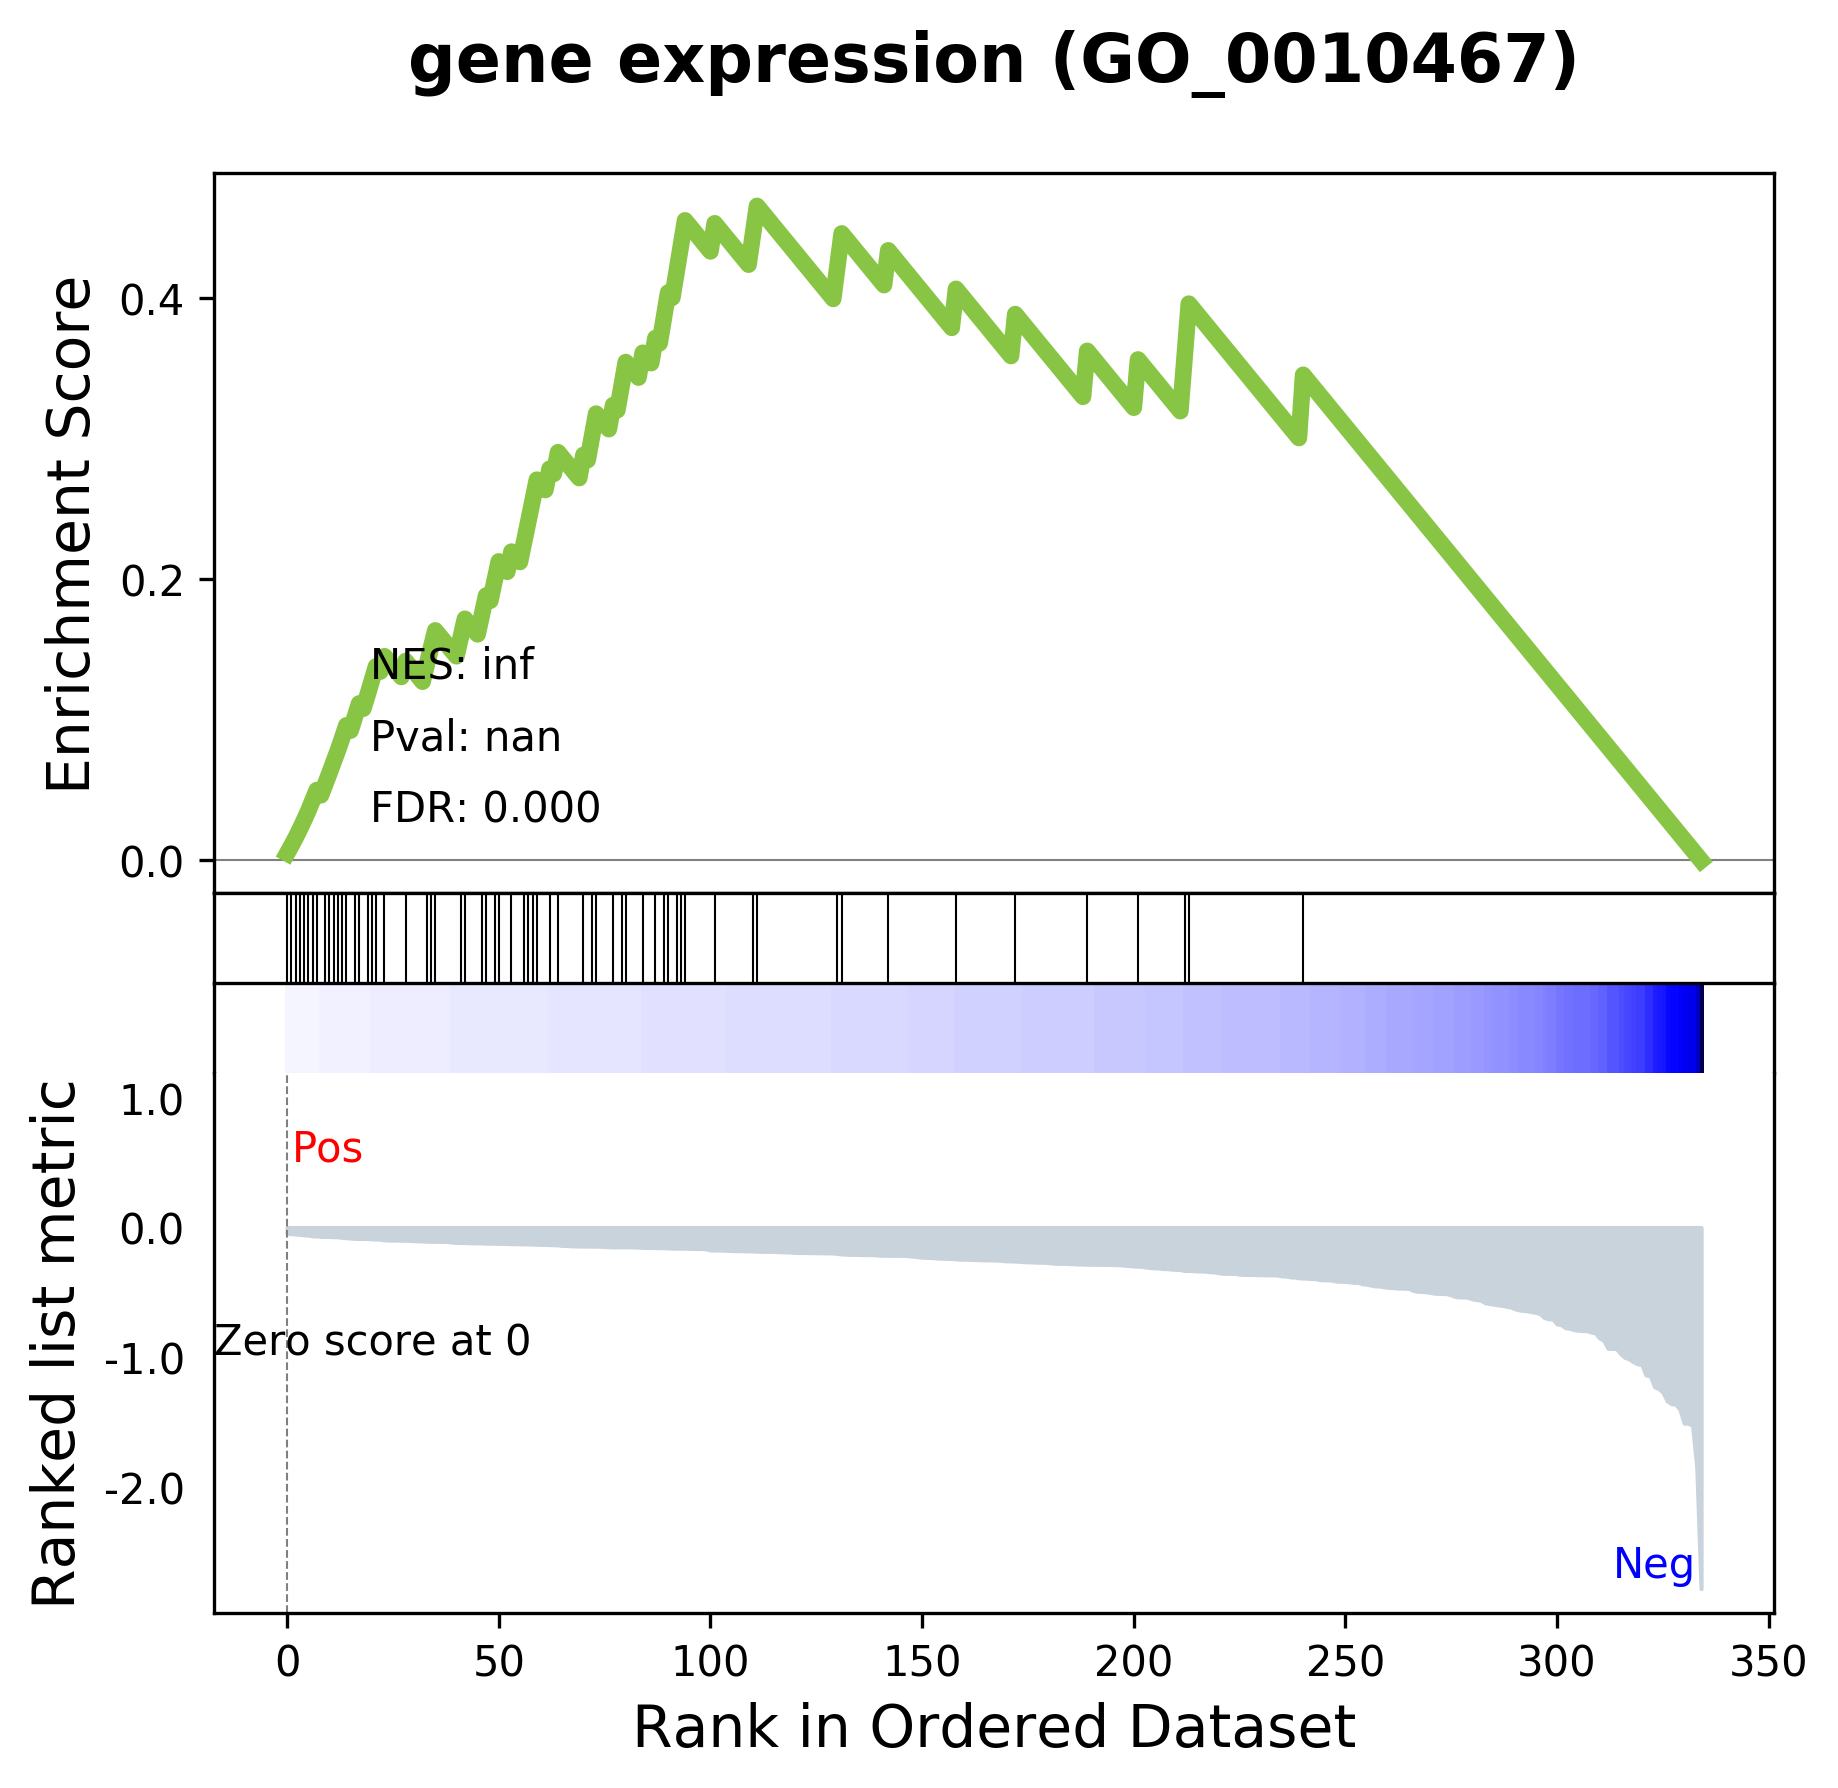 gene expression (GO_0010467)
Enrichment Score
0.4
0.2
0.0
NES: inf
Pval: nan
FDR: 0.000
Ranked list metric
1.0
0.0
-1.0
-2.0
Pos
Zero score at 0
Neg
0 50 100 150 200 250 300 350
Rank in Ordered Dataset